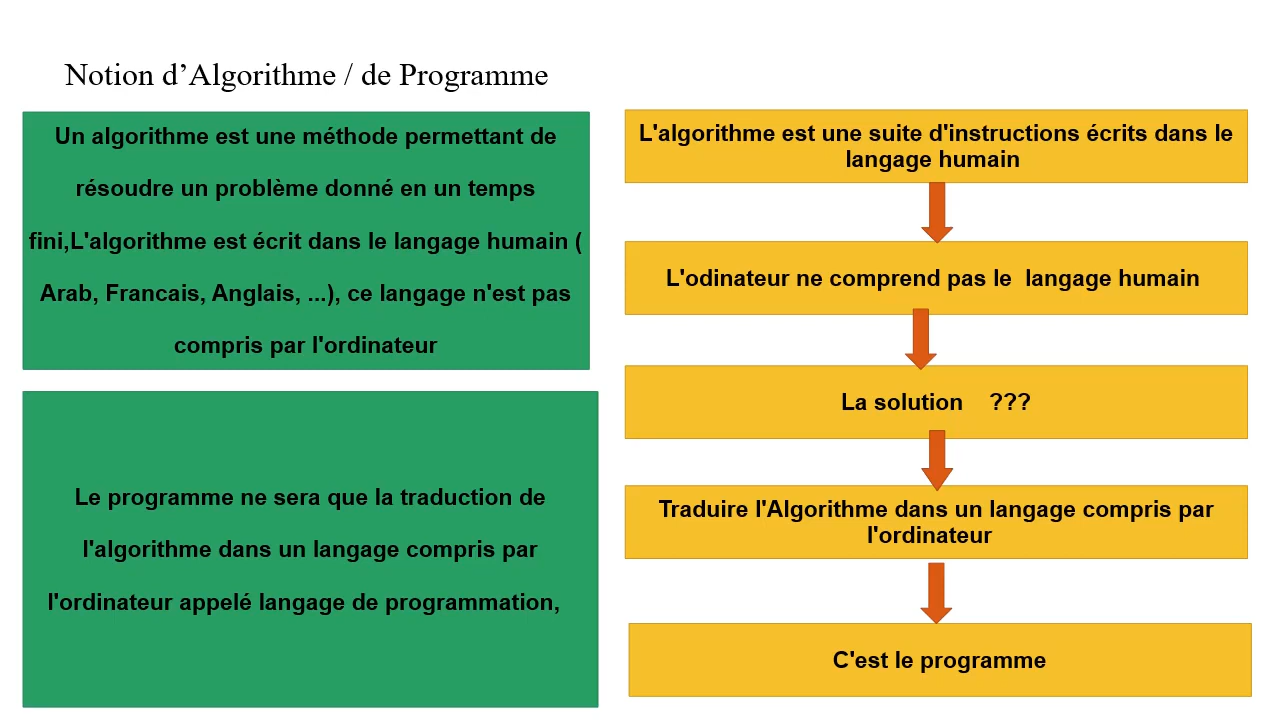 Notion d’Algorithme / de Programme
Un algorithme est une méthode permettant de
résoudre un problème donné en un temps
fini,L'algorithme est écrit dans le langage humain (
Arab, Francais, Anglais, ...), ce langage n'est pas
compris par l'ordinateur
Le programme ne sera que la traduction de
l'algorithme dans un langage compris par
l'ordinateur appelé langage de programmation,
L'algorithme est une suite d'instructions écrits dans le
langage humain
L'odinateur ne comprend pas le  langage humain
La solution    ???
Traduire l'Algorithme dans un langage compris par
l'ordinateur
C'est le programme